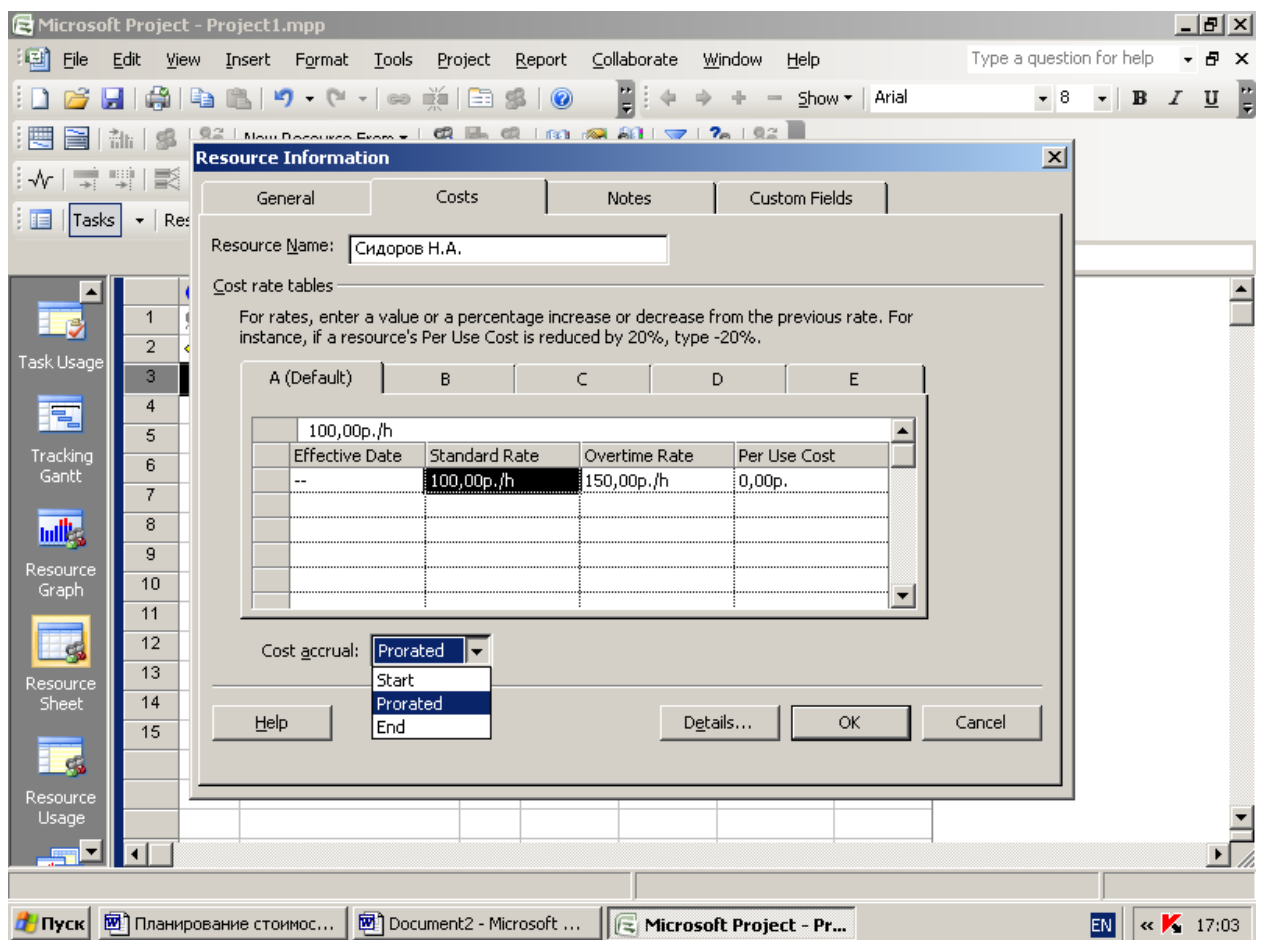 Microsoft Project - Project1.mpp
File Edit View Insert Format Tools Project Report Collaborate Window Help Type a question for help
Show Arial 8 B I U
Resource Information
General Costs Notes Custom Fields
Tasks Res
Resource Name: Сидоров Н.А.
Cost rate tables
For rates, enter a value or a percentage increase or decrease from the previous rate. For
instance, if a resource's Per Use Cost is reduced by 20%, type -20%.
A (Default) B C D E
100,00р./h
Effective Date Standard Rate Overtime Rate Per Use Cost
-- 100,00р./h 150,00р./h 0,00р.
Cost accrual: Prorated
Start
Prorated
End
Help Details... OK Cancel
Task Usage
Tracking
Gantt
Resource
Graph
Resource
Sheet
Resource
Usage
1
2
3
4
5
6
7
8
9
10
11
12
13
14
15
Пуск Планирование стоимос... Document2 - Microsoft ... Microsoft Project - Pr... EN « 17:03